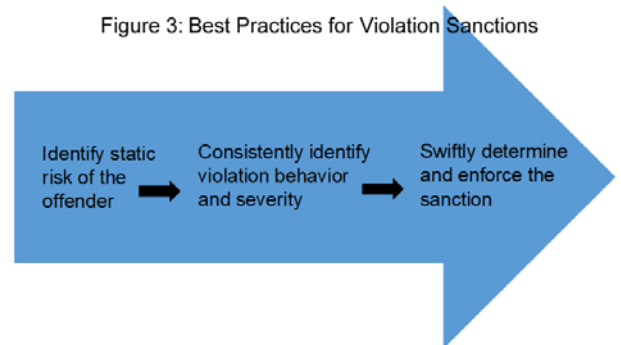 Figure 3: Best Practices for Violation Sanctions
Identify static
risk of the
offender
Consistently identify
violation behavior
and severity
Swiftly determine
and enforce the
sanction